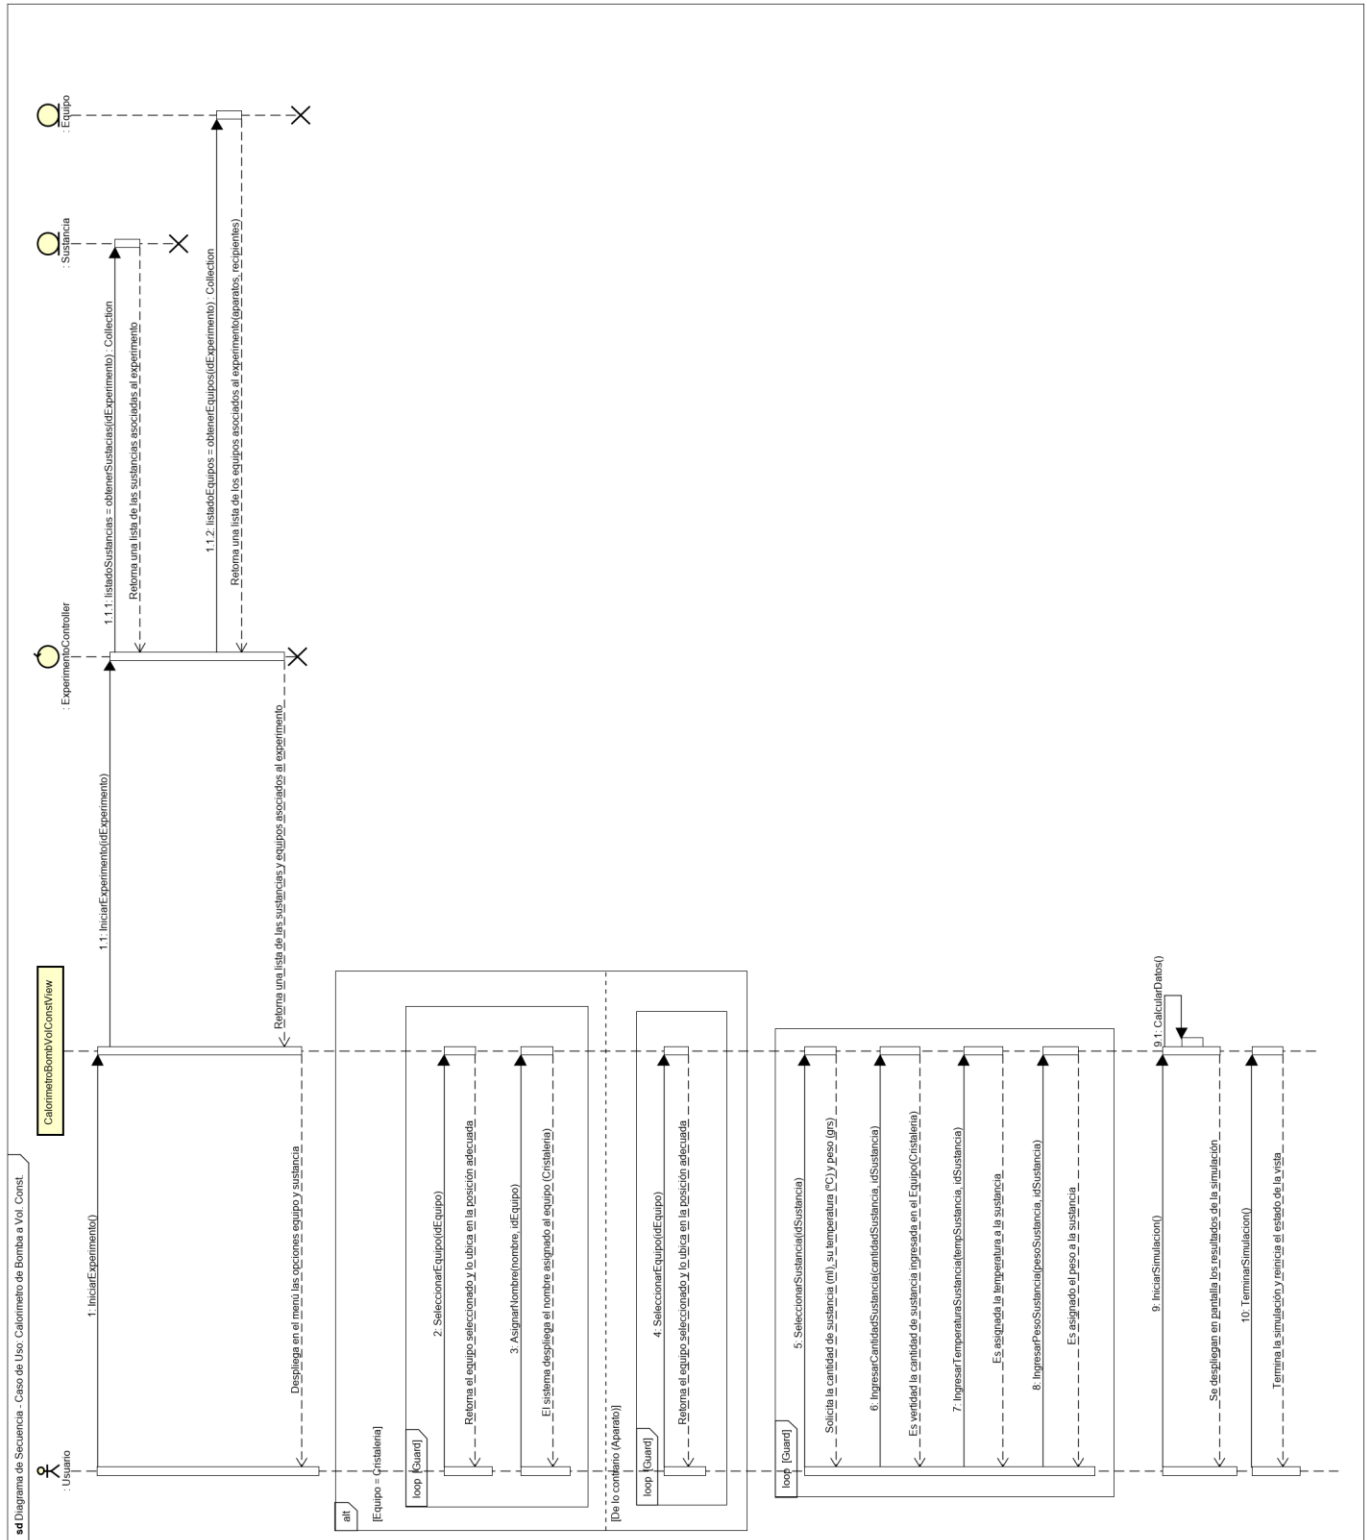 sd Diagrama de Secuencia - Caso de Uso: Calorimetro de Bomba a Vol. Const.
: Usuario
CalorimetroBombVolConstView
: ExperimentoController
: Sustancia
: Equipo
1: IniciarExperimento()
1.1: IniciarExperimento(idExperimento)
1.1.1: listadoSustancias = obtenerSustacias(idExperimento) : Collection
Retorna una lista de las sustancias asociadas al experimento
1.1.2: listadoEquipos = obtenerEquipos(idExperimento) : Collection
Retorna una lista de los equipos asociados al experimento(aparatos, recipientes)
Retorna una lista de las sustancias y equipos asociados al experimento
Despliega en el menú las opciones equipo y sustancia
alt
[Equipo = Cristaleria]
loop [Guard]
2: SeleccionarEquipo(idEquipo)
Retorna el equipo seleccionado y lo ubica en la posición adecuada
3: AsignarNombre(nombre, idEquipo)
El sistema despliega el nombre asignado al equipo (Cristaleria)
[De lo contrario (Aparato)]
loop [Guard]
4: SeleccionarEquipo(idEquipo)
Retorna el equipo seleccionado y lo ubica en la posición adecuada
loop [Guard]
5: SeleccionarSustancia(idSustancia)
Solicita la cantidad de sustancia (ml), su temperatura (ºC) y peso (grs)
6: IngresarCantidadSustancia(cantidadSustancia, idSustancia)
Es vertidad la cantidad de sustancia ingresada en el Equipo(Cristaleria)
7: IngresarTemperaturaSustancia(tempSustancia, idSustancia)
Es asignada la temperatura a la sustancia
8: IngresarPesoSustancia(pesoSustancia, idSustancia)
Es asignado el peso a la sustancia
9: IniciarSimulacion()
9.1: CalcularDatos()
Se despliegan en pantalla los resultados de la simulación
10: TerminarSimulacion()
Termina la simulación y reinicia el estado de la vista